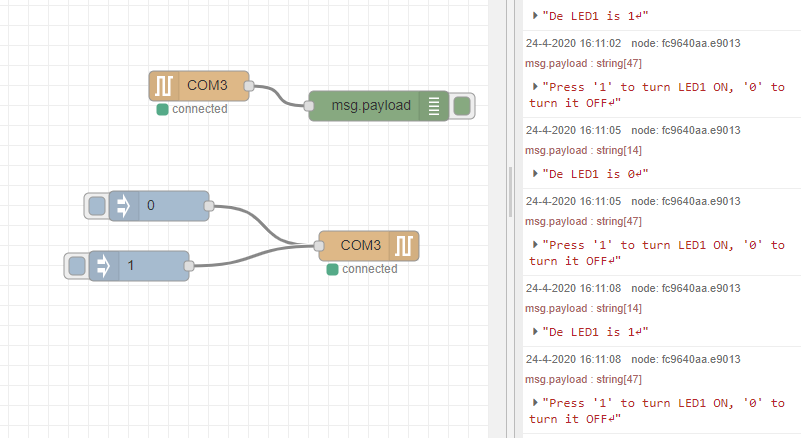 COM3
connected
msg.payload
0
1
COM3
connected
"De LED1 is 1↵"
24-4-2020 16:11:02 node: fc9640aa.e9013
msg.payload : string[47]
"Press '1' to turn LED1 ON, '0' to
turn it OFF↵"
24-4-2020 16:11:05 node: fc9640aa.e9013
msg.payload : string[14]
"De LED1 is 0↵"
24-4-2020 16:11:05 node: fc9640aa.e9013
msg.payload : string[47]
"Press '1' to turn LED1 ON, '0' to
turn it OFF↵"
24-4-2020 16:11:08 node: fc9640aa.e9013
msg.payload : string[14]
"De LED1 is 1↵"
24-4-2020 16:11:08 node: fc9640aa.e9013
msg.payload : string[47]
"Press '1' to turn LED1 ON, '0' to
turn it OFF↵"